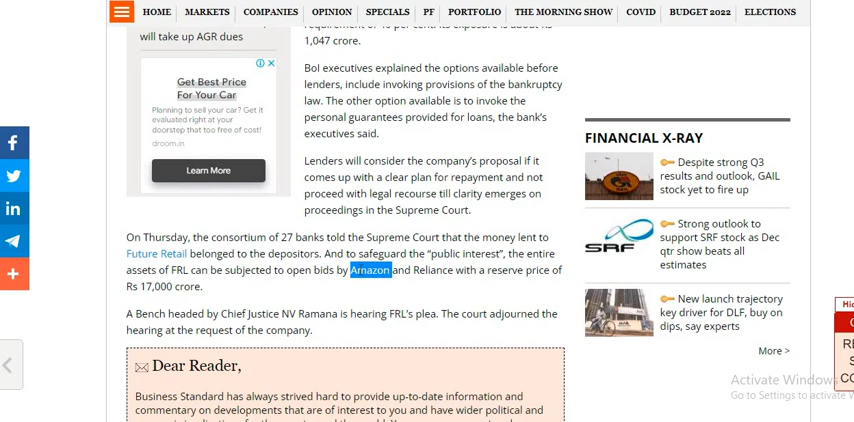 HOME MARKETS COMPANIES OPINION SPECIALS PF PORTFOLIO THE MORNING SHOW COVID BUDGET 2022 ELECTIONS
will take up AGR dues
1,047 crore.
Get Best Price
For Your Car
Planning to sell your car? Get it
evaluated right at your
doorstep that too free of cost!
droom.in
Learn More
BoI executives explained the options available before
lenders, include invoking provisions of the bankruptcy
law. The other option available is to invoke the
personal guarantees provided for loans, the bank's
executives said.
Lenders will consider the company's proposal if it
comes up with a clear plan for repayment and not
proceed with legal recourse till clarity emerges on
proceedings in the Supreme Court.
On Thursday, the consortium of 27 banks told the Supreme Court that the money lent to
Future Retail belonged to the depositors. And to safeguard the “public interest”, the entire
assets of FRL can be subjected to open bids by Amazon and Reliance with a reserve price of
Rs 17,000 crore.
A Bench headed by Chief Justice NV Ramana is hearing FRL's plea. The court adjourned the
hearing at the request of the company.
Dear Reader,
Business Standard has always strived hard to provide up-to-date information and
commentary on developments that are of interest to you and have wider political and
FINANCIAL X-RAY
Despite strong Q3
results and outlook, GAIL
stock yet to fire up
SRF
Strong outlook to
support SRF stock as Dec
qtr show beats all
estimates
New launch trajectory
key driver for DLF, buy on
dips, say experts
More >
Activate Windows
Go to Settings to activate W